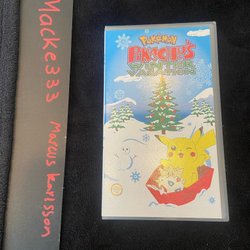 Macke333 Marcus Karlsson
POKéMON
PIKACHU'S
WINTER
VACATION